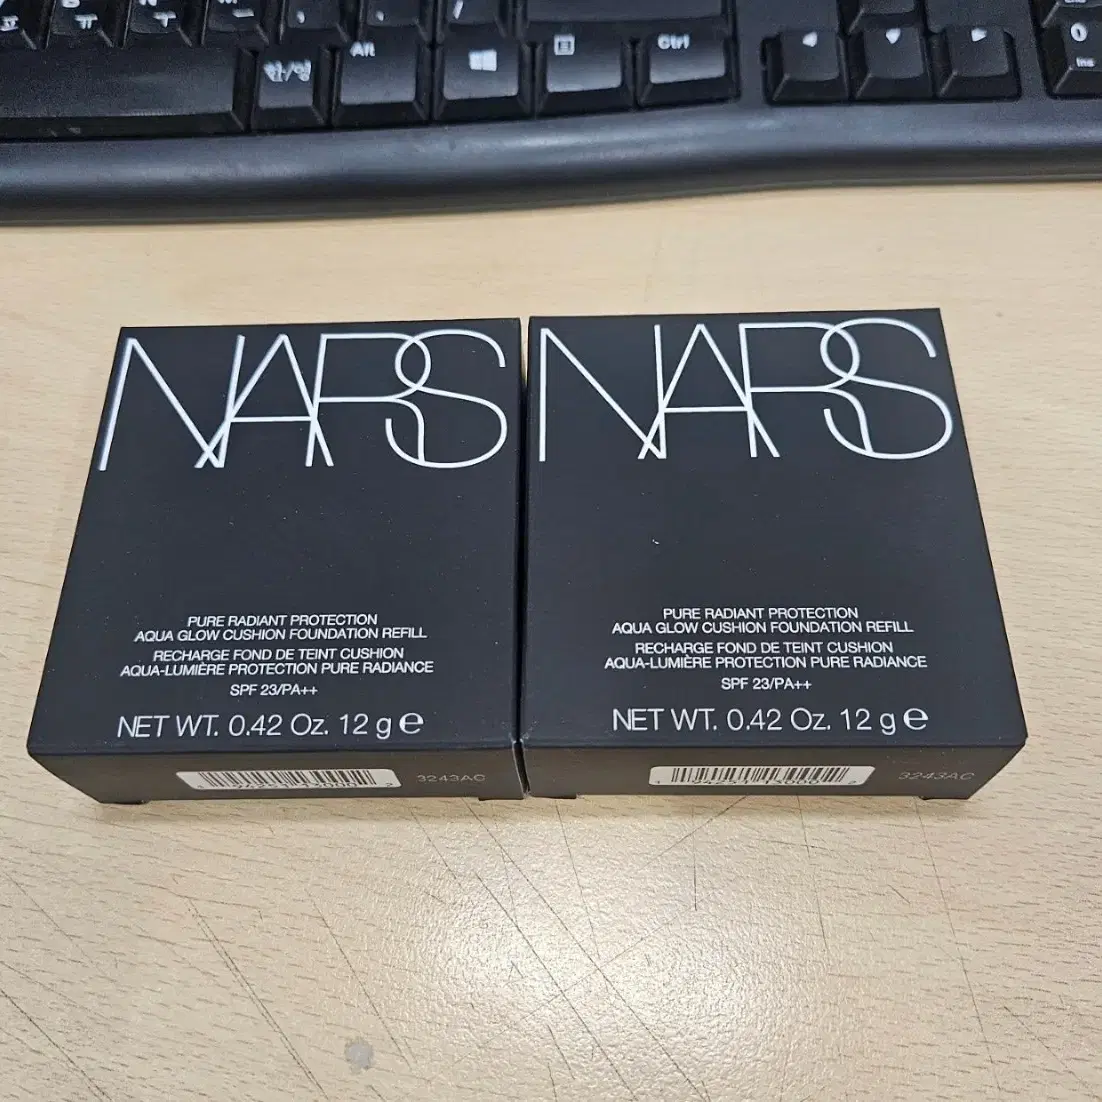 Alt
Ctrl
한/영
0
Ins
NARS
PURE RADIANT PROTECTION
AQUA GLOW CUSHION FOUNDATION REFILL
RECHARGE FOND DE TEINT CUSHION
AQUA-LUMIÈRE PROTECTION PURE RADIANCE
SPF 23/PA++
NET WT. 0.42 Oz. 12 g e
3243AC
NARS
PURE RADIANT PROTECTION
AQUA GLOW CUSHION FOUNDATION REFILL
RECHARGE FOND DE TEINT CUSHION
AQUA-LUMIÈRE PROTECTION PURE RADIANCE
SPF 23/PA++
NET WT. 0.42 Oz. 12 g e
3243AC